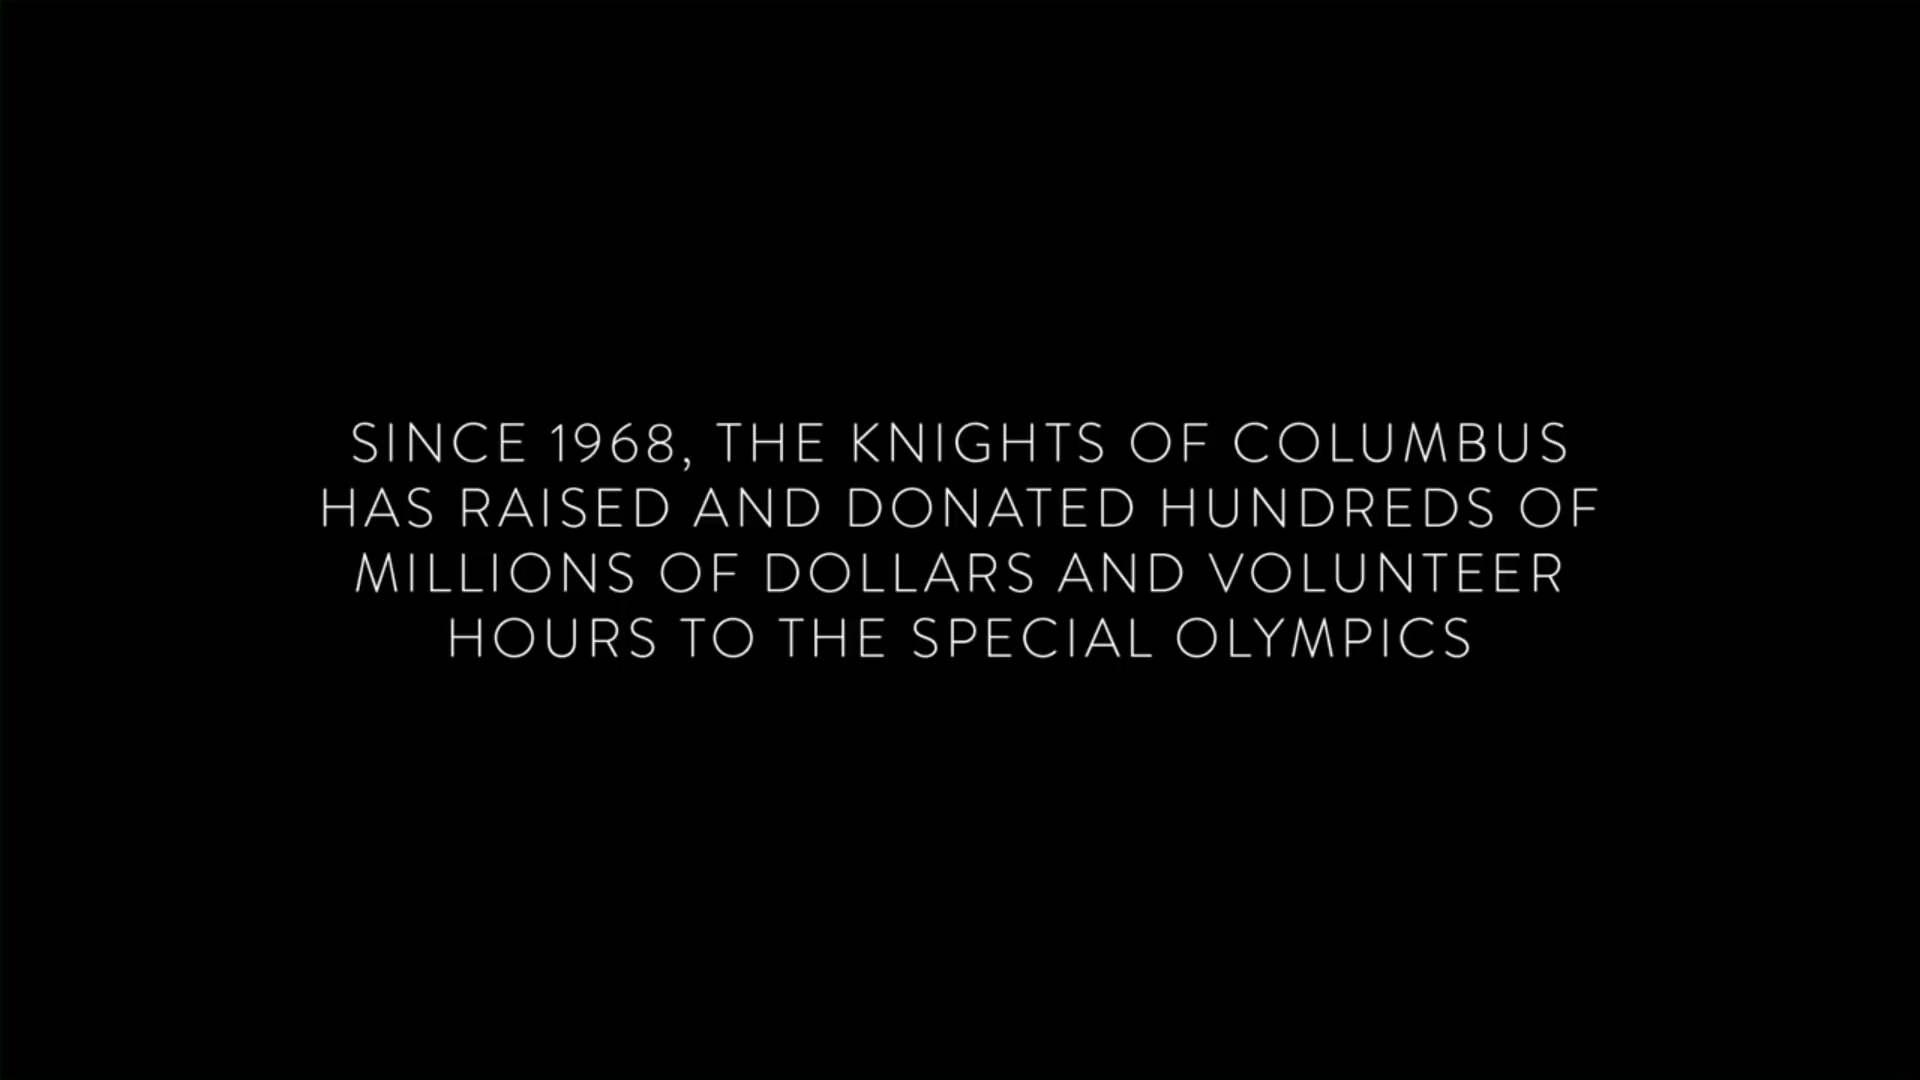 SINCE 1968, THE KNIGHTS OF COLUMBUS
HAS RAISED AND DONATED HUNDREDS OF
MILLIONS OF DOLLARS AND VOLUNTEER
HOURS TO THE SPECIAL OLYMPICS